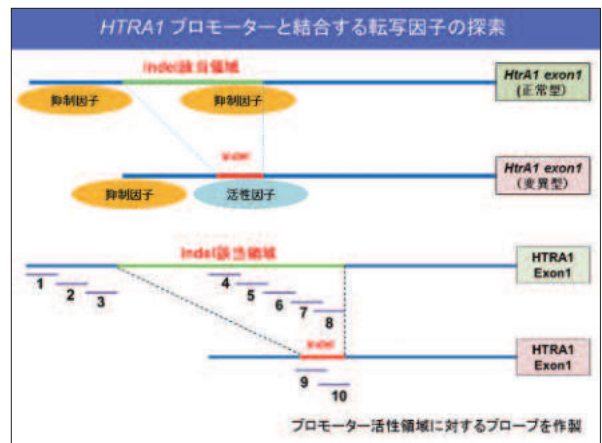 HTRA1 プロモーターと結合する転写因子の探索
indel該当領域
HtrA1 exon1
(正常型)
抑制因子
抑制因子
indel
HtrA1 exon1
(変異型)
抑制因子
活性因子
indel該当領域
HTRA1
Exon1
1
2
3
4
5
6
7
8
indel
HTRA1
Exon1
9
10
プロモーター活性領域に対するプローブを作製